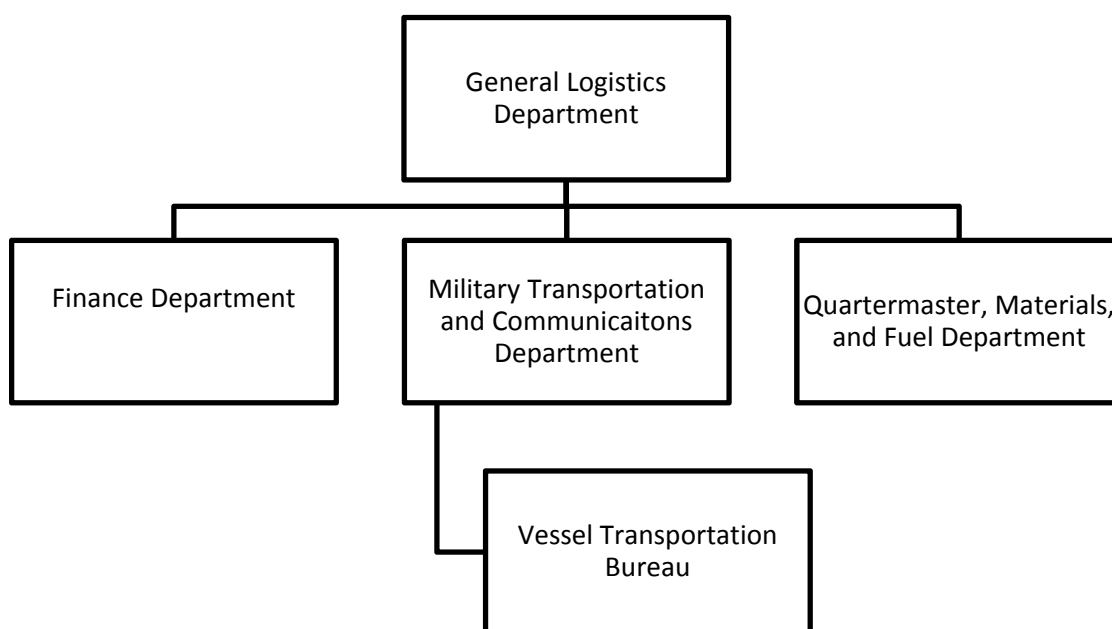 General Logistics
Department
Finance Department
Military Transportation
and Communicaitons
Department
Quartermaster, Materials,
and Fuel Department
Vessel Transportation
Bureau